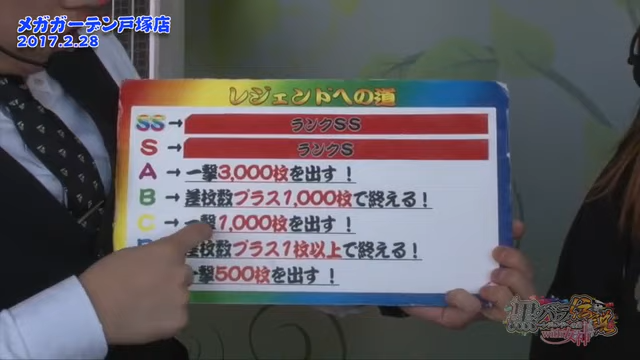 メガガーデン戸塚店
2017.2.28
レジェンドへの道
SS→ランクSS
S→ランクS
A→一撃3,000枚を出す!
B→差枚数プラス1,000枚で終える!
C→一撃1,000枚を出す!
差枚数プラス1枚以上で終える!
一撃500枚を出す!